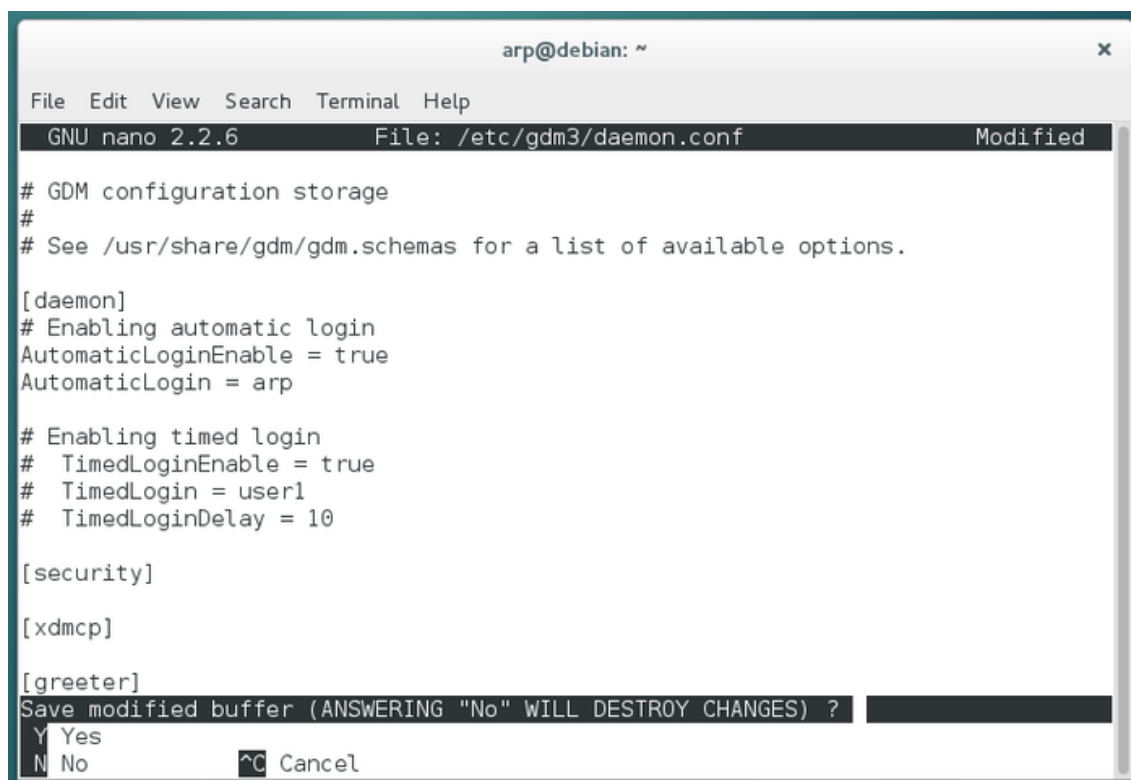 arp@debian: ~ ×
File Edit View Search Terminal Help
GNU nano 2.2.6 File: /etc/gdm3/daemon.conf Modified
# GDM configuration storage
#
# See /usr/share/gdm/gdm.schemas for a list of available options.
[daemon]
# Enabling automatic login
AutomaticLoginEnable = true
AutomaticLogin = arp
# Enabling timed login
#  TimedLoginEnable = true
#  TimedLogin = user1
#  TimedLoginDelay = 10
[security]
[xdmcp]
[greeter]
Save modified buffer (ANSWERING "No" WILL DESTROY CHANGES) ?
Y Yes
N No ^C Cancel